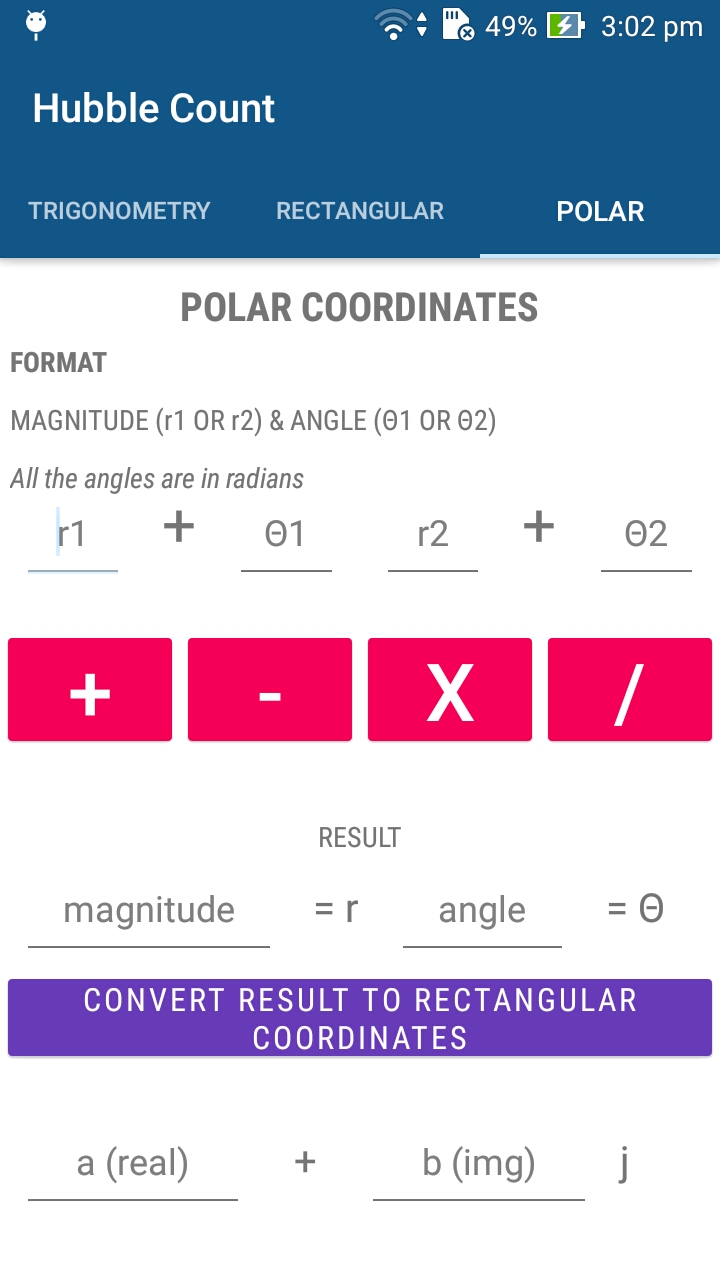 49% 3:02 pm
Hubble Count
TRIGONOMETRY RECTANGULAR POLAR
POLAR COORDINATES
FORMAT
MAGNITUDE (r1 OR r2) & ANGLE (Θ1 OR Θ2)
All the angles are in radians
r1 + Θ1 r2 + Θ2
+ - X /
RESULT
magnitude = r angle = Θ
CONVERT RESULT TO RECTANGULAR
COORDINATES
a (real) + b (img) j